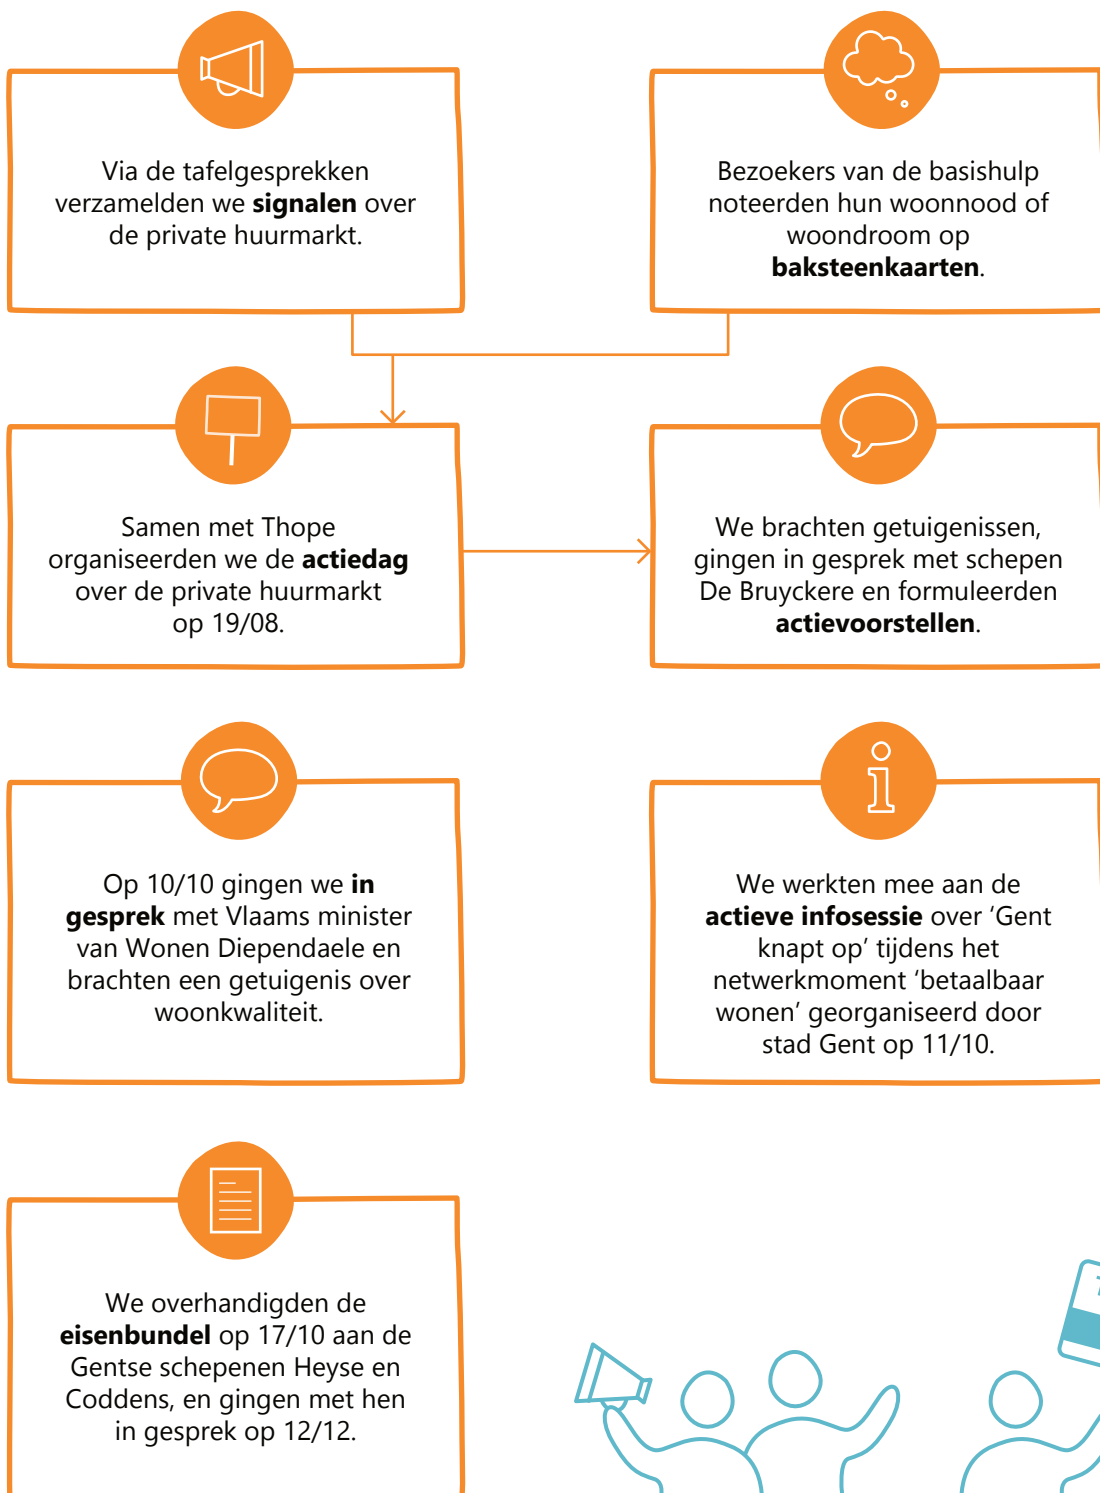 Via de tafelgesprekken
verzamelden we signalen over
de private huurmarkt.
Bezoekers van de basishulp
noteerden hun woonnood of
woondroom op
baksteenkaarten.
Samen met Thope
organiseerden we de actiedag
over de private huurmarkt
op 19/08.
We brachten getuigenissen,
gingen in gesprek met schepen
De Bruyckere en formuleerden
actievoorstellen.
Op 10/10 gingen we in
gesprek met Vlaams minister
van Wonen Diependaele en
brachten een getuigenis over
woonkwaliteit.
We werkten mee aan de
actieve infosessie over ‘Gent
knapt op’ tijdens het
netwerkmoment ‘betaalbaar
wonen’ georganiseerd door
stad Gent op 11/10.
We overhandigden de
eisenbundel op 17/10 aan de
Gentse schepenen Heyse en
Coddens, en gingen met hen
in gesprek op 12/12.